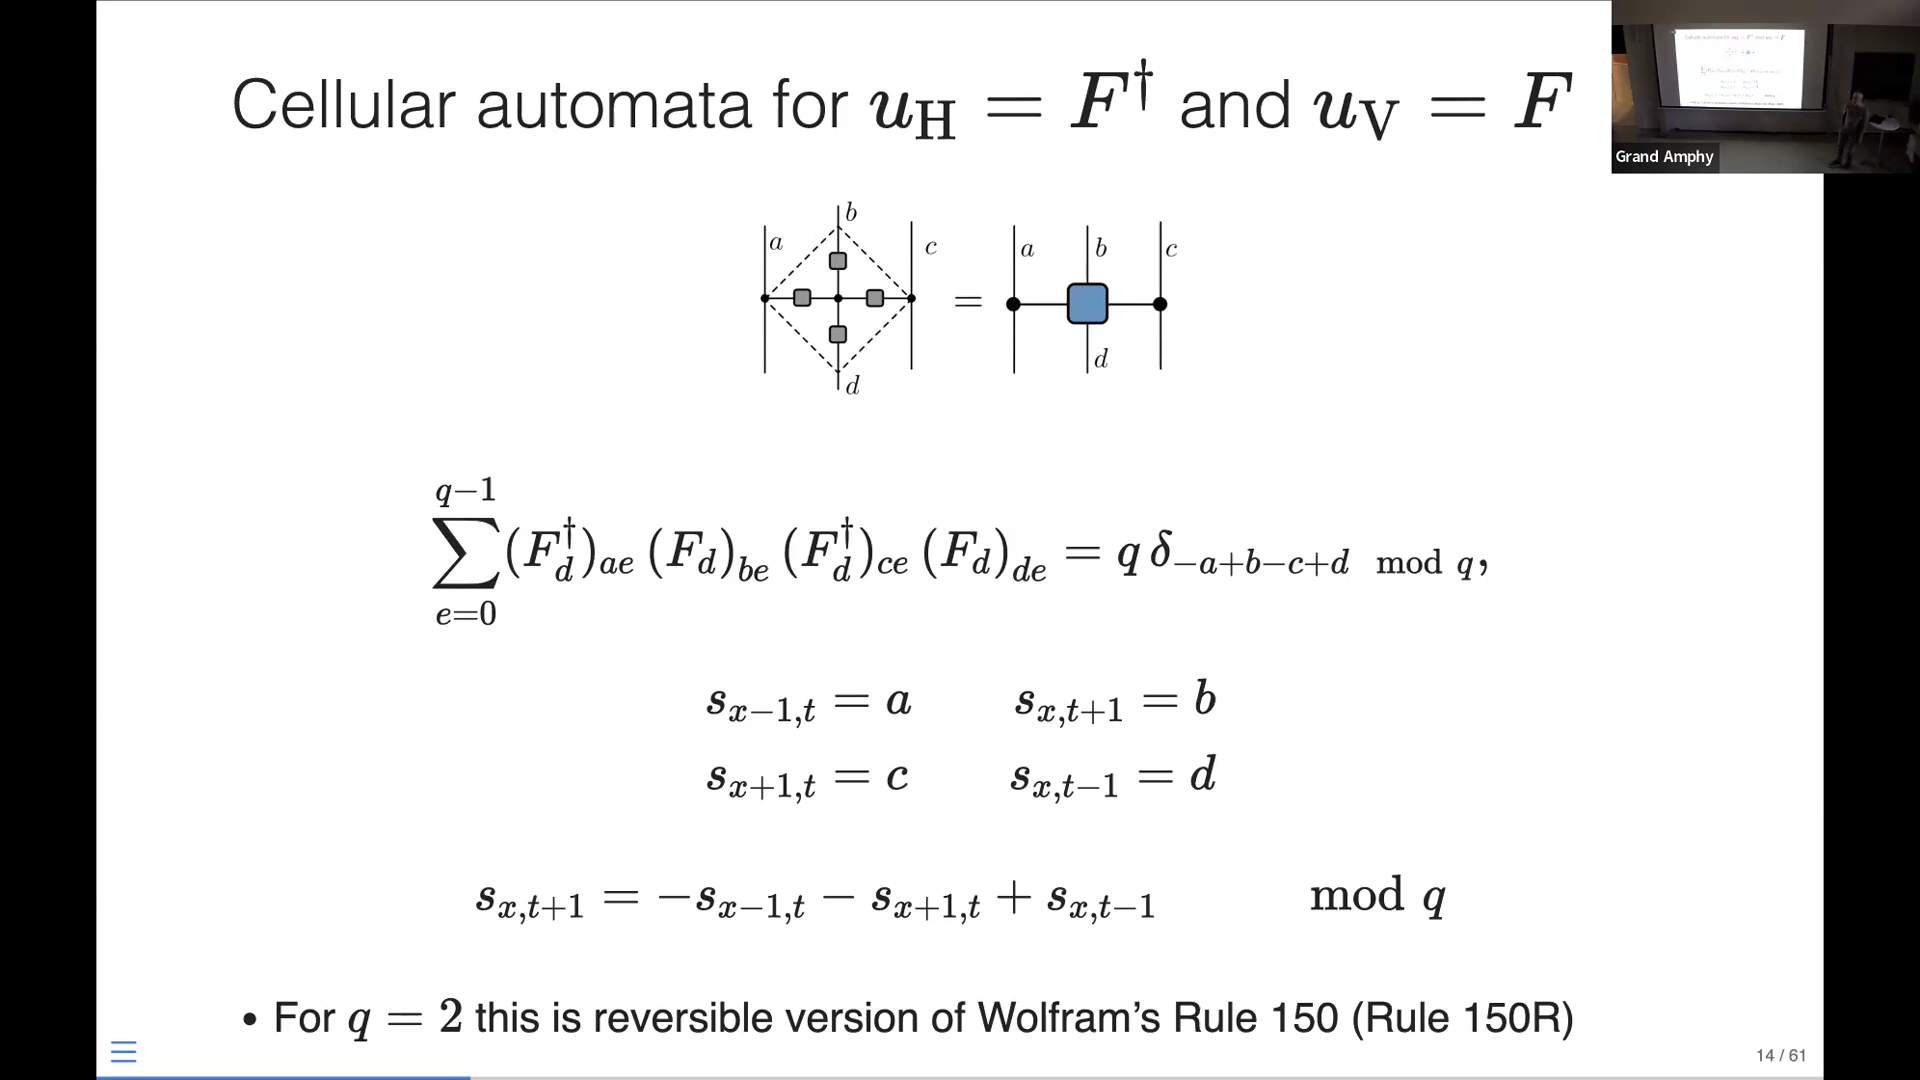 Cellular automata for u_H = F† and u_V = F
Grand Amphy
a b c d = a b c d
\sum_{e=0}^{q-1} (F_d^†)_{ae} (F_d)_{be} (F_d^†)_{ce} (F_d)_{de} = q δ_{-a+b-c+d mod q},
s_{x-1,t} = a s_{x,t+1} = b
s_{x+1,t} = c s_{x,t-1} = d
s_{x,t+1} = -s_{x-1,t} - s_{x+1,t} + s_{x,t-1} mod q
• For q = 2 this is reversible version of Wolfram’s Rule 150 (Rule 150R)
14 / 61